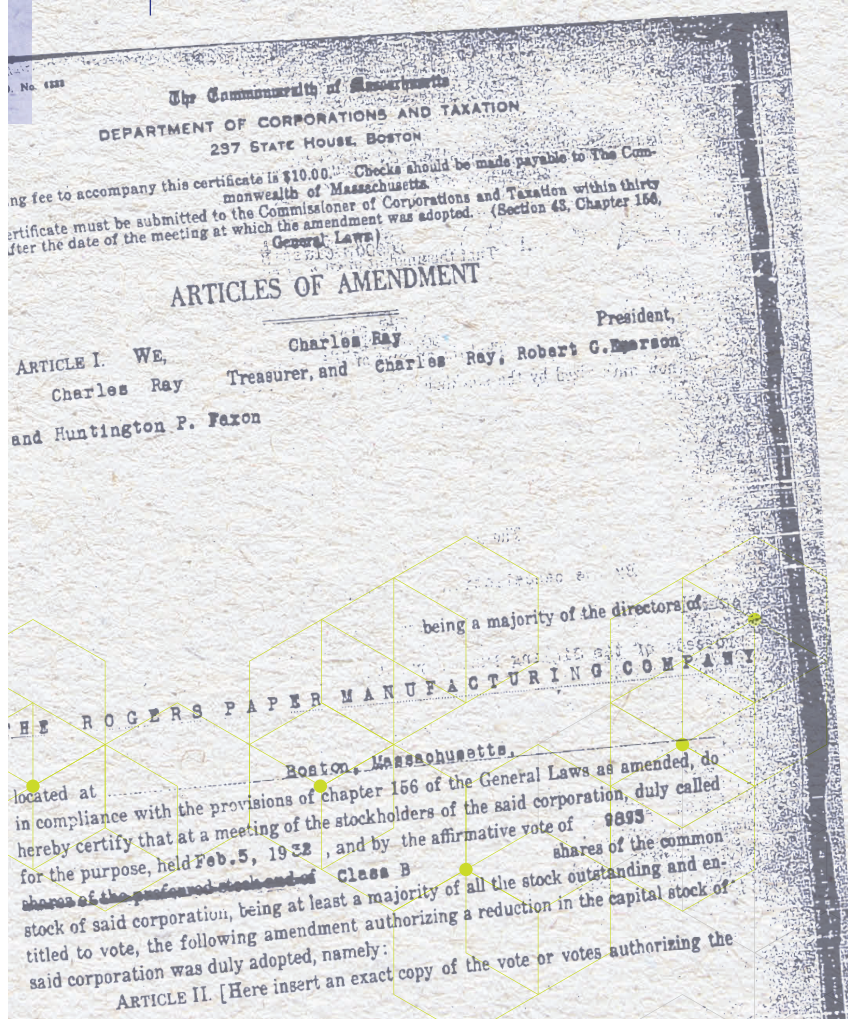 . No. 1233
The Commonwealth of Massachusetts
DEPARTMENT OF CORPORATIONS AND TAXATION
237 STATE HOUSE, BOSTON
ng fee to accompany this certificate is $10.00. Checks should be made payable to The Com-
monwealth of Massachusetts.
ertificate must be submitted to the Commissioner of Corporations and Taxation within thirty
fter the date of the meeting at which the amendment was adopted. (Section 43, Chapter 156,
General Laws)
ARTICLES OF AMENDMENT
ARTICLE I. WE, Charles Ray President,
Charles Ray Treasurer, and Charles Ray, Robert G. Emerson
and Huntington P. Faxon
being a majority of the directors of
HE ROGERS PAPER MANUFACTURING COMPANY
located at Boston, Massachusetts,
in compliance with the provisions of chapter 156 of the General Laws as amended, do
hereby certify that at a meeting of the stockholders of the said corporation, duly called
for the purpose, held Feb. 5, 1932 , and by the affirmative vote of 9893
shares of the preferred stock and of Class B shares of the common
stock of said corporation, being at least a majority of all the stock outstanding and en-
titled to vote, the following amendment authorizing a reduction in the capital stock of
said corporation was duly adopted, namely:
ARTICLE II. [Here insert an exact copy of the vote or votes authorizing the